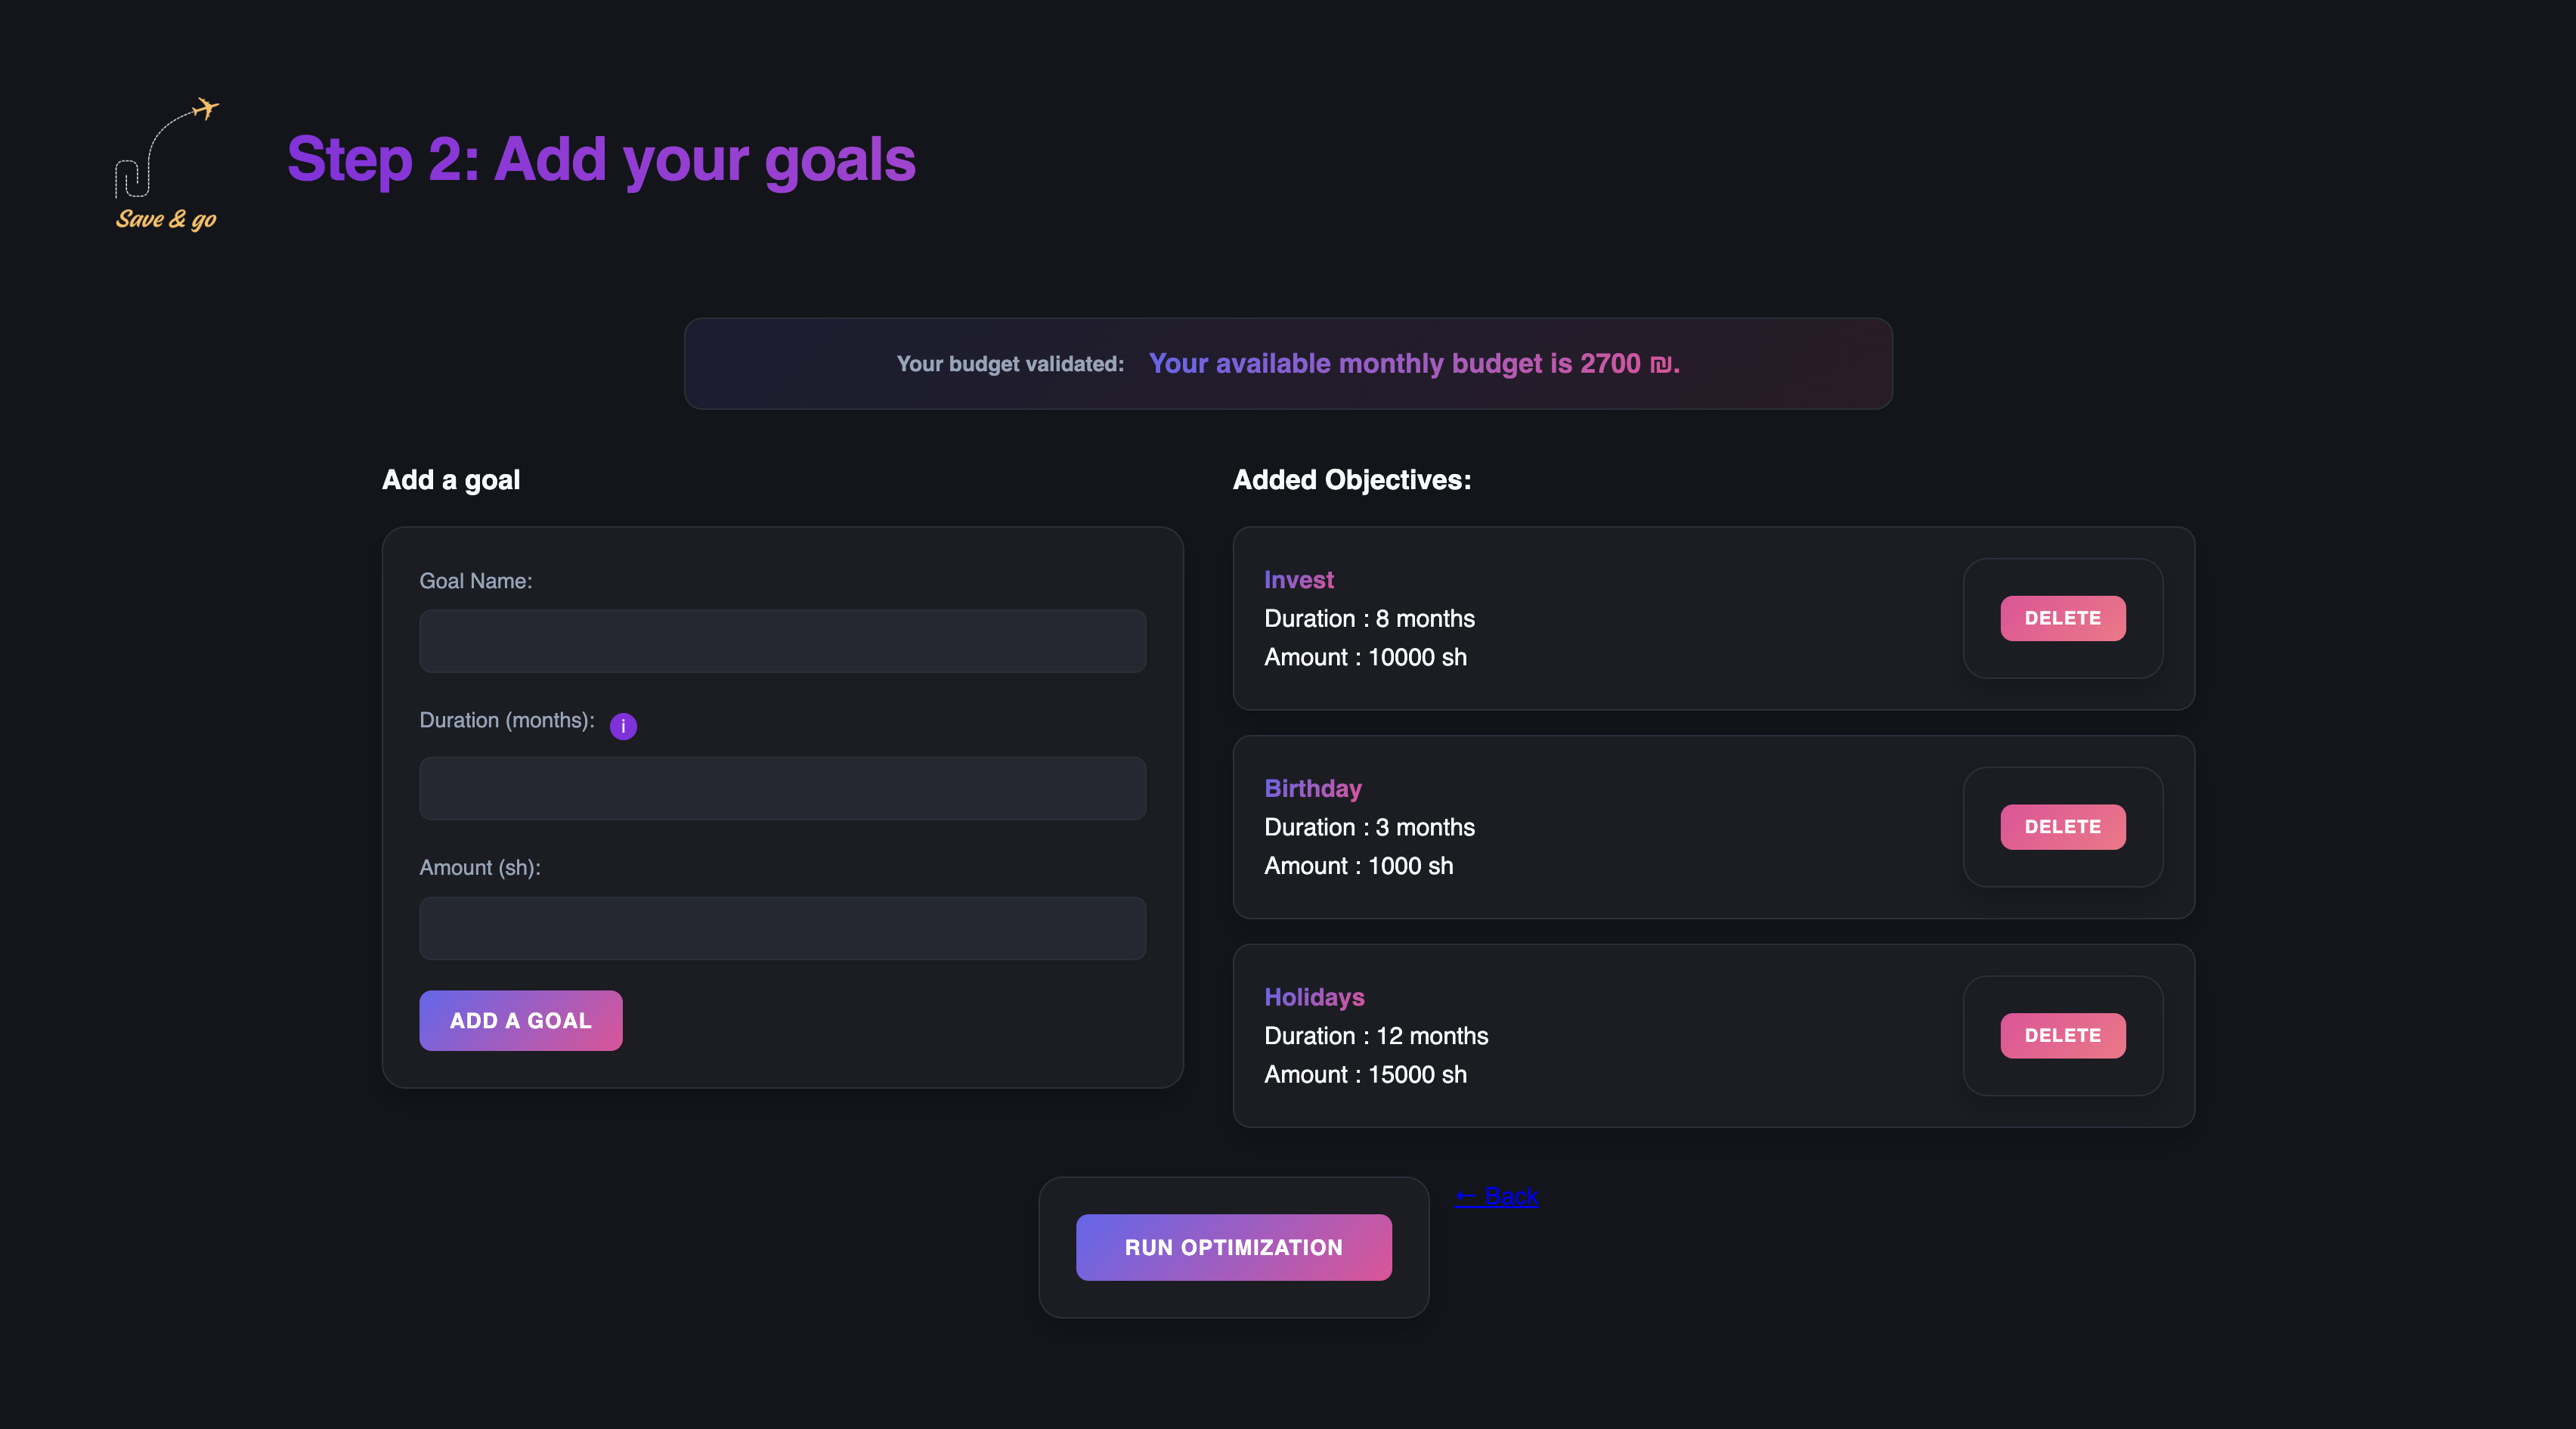 Save & go
Step 2: Add your goals
Your budget validated: Your available monthly budget is 2700 ₪.
Add a goal
Goal Name:
Duration (months): i
Amount (sh):
ADD A GOAL
Added Objectives:
Invest
Duration : 8 months
Amount : 10000 sh
DELETE
Birthday
Duration : 3 months
Amount : 1000 sh
DELETE
Holidays
Duration : 12 months
Amount : 15000 sh
DELETE
RUN OPTIMIZATION
← Back